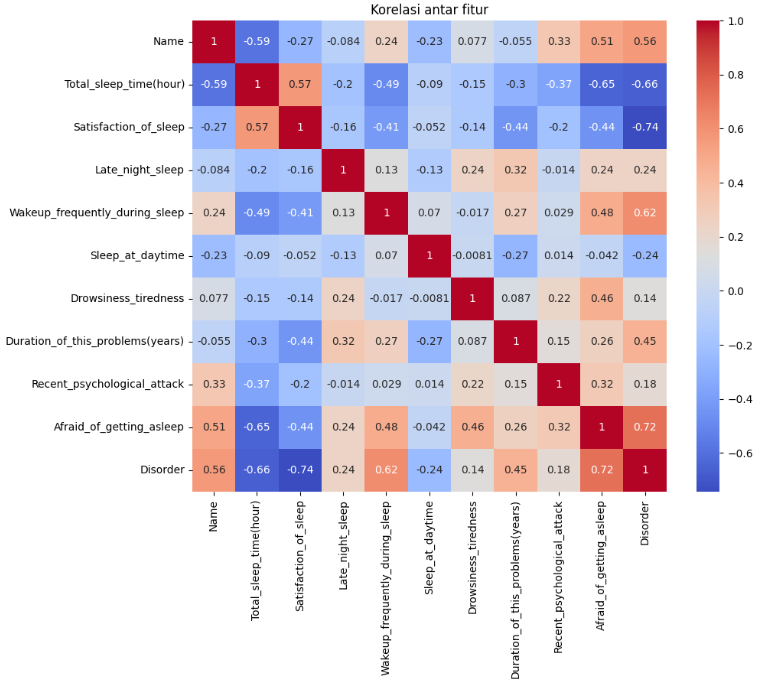 Korelasi antar fitur
Name 1 -0.59 -0.27 -0.084 0.24 -0.23 0.077 -0.055 0.33 0.51 0.56
Total_sleep_time(hour) -0.59 1 0.57 -0.2 -0.49 -0.09 -0.15 -0.3 -0.37 -0.65 -0.66
Satisfaction_of_sleep -0.27 0.57 1 -0.16 -0.41 -0.052 -0.14 -0.44 -0.2 -0.44 -0.74
Late_night_sleep -0.084 -0.2 -0.16 1 0.13 -0.13 0.24 0.32 -0.014 0.24 0.24
Wakeup_frequently_during_sleep 0.24 -0.49 -0.41 0.13 1 0.07 -0.017 0.27 0.029 0.48 0.62
Sleep_at_daytime -0.23 -0.09 -0.052 -0.13 0.07 1 -0.0081 -0.27 0.014 -0.042 -0.24
Drowsiness_tiredness 0.077 -0.15 -0.14 0.24 -0.017 -0.0081 1 0.087 0.22 0.46 0.14
Duration_of_this_problems(years) -0.055 -0.3 -0.44 0.32 0.27 -0.27 0.087 1 0.15 0.26 0.45
Recent_psychological_attack 0.33 -0.37 -0.2 -0.014 0.029 0.014 0.22 0.15 1 0.32 0.18
Afraid_of_getting_asleep 0.51 -0.65 -0.44 0.24 0.48 -0.042 0.46 0.26 0.32 1 0.72
Disorder 0.56 -0.66 -0.74 0.24 0.62 -0.24 0.14 0.45 0.18 0.72 1
Name
Total_sleep_time(hour)
Satisfaction_of_sleep
Late_night_sleep
Wakeup_frequently_during_sleep
Sleep_at_daytime
Drowsiness_tiredness
Duration_of_this_problems(years)
Recent_psychological_attack
Afraid_of_getting_asleep
Disorder
1.0
0.8
0.6
0.4
0.2
0.0
−0.2
−0.4
−0.6